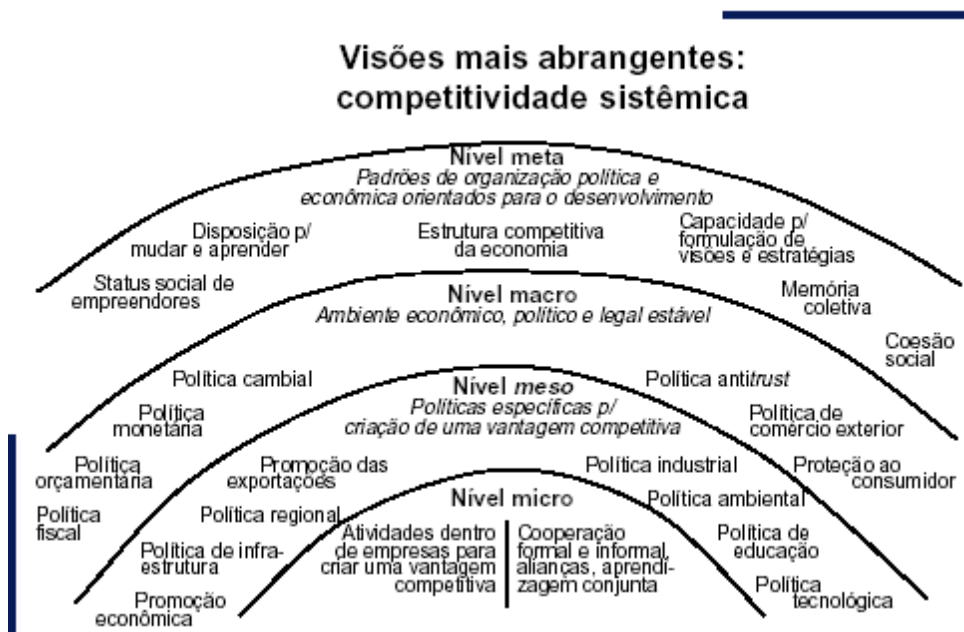 Visões mais abrangentes:
competitividade sistêmica
Nível meta
Padrões de organização política e
econômica orientados para o desenvolvimento
Disposição p/
mudar e aprender
Estrutura competitiva
da economia
Capacidade p/
formulação de
visões e estratégias
Status social de
empreendores
Memória
coletiva
Coesão
social
Nível macro
Ambiente econômico, político e legal estável
Política cambial
Política antitrust
Política
monetária
Política de
comércio exterior
Política
orçamentária
Proteção ao
consumidor
Política
fiscal
Nível meso
Políticas específicas p/
criação de uma vantagem competitiva
Promoção das
exportações
Política industrial
Política regional
Política ambiental
Política de infra-
estrutura
Política de
educação
Promoção
econômica
Política
tecnológica
Nível micro
Atividades dentro
de empresas para
criar uma vantagem
competitiva
Cooperação
formal e informal,
alianças, aprendi-
zagem conjunta